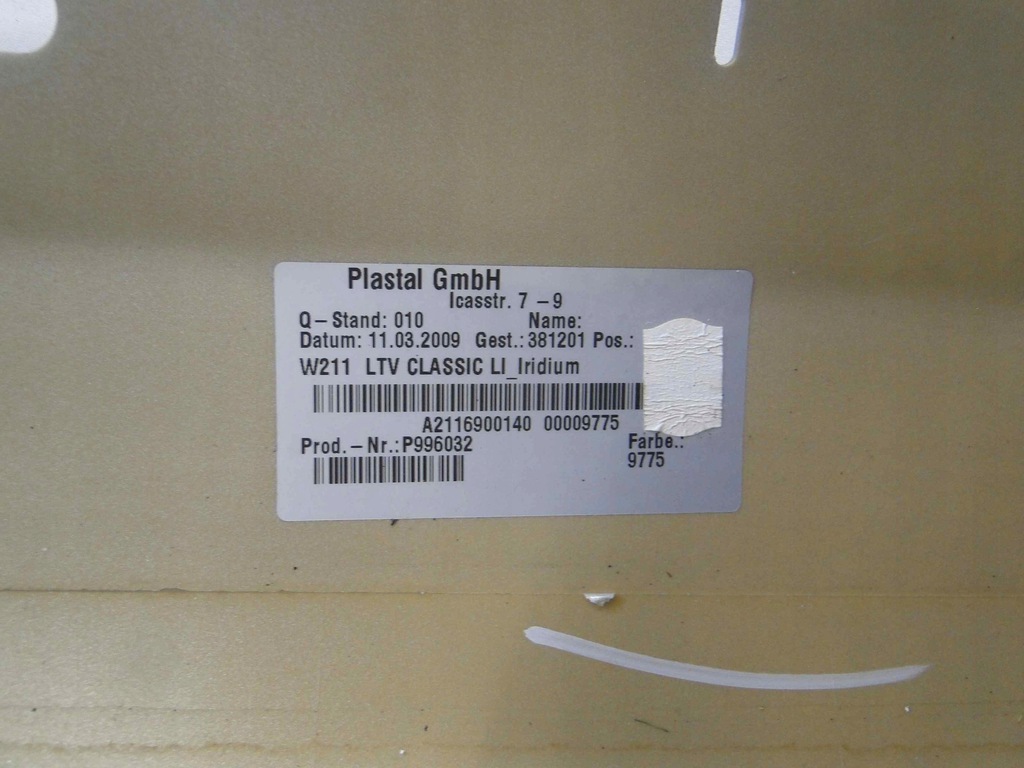 Plastal GmbH
Icasstr. 7 – 9
Q – Stand: 010 Name:
Datum: 11.03.2009 Gest.: 381201 Pos.:
W211 LTV CLASSIC LI_Iridium
A2116900140 00009775
Prod. – Nr.: P996032 Farbe.:
9775